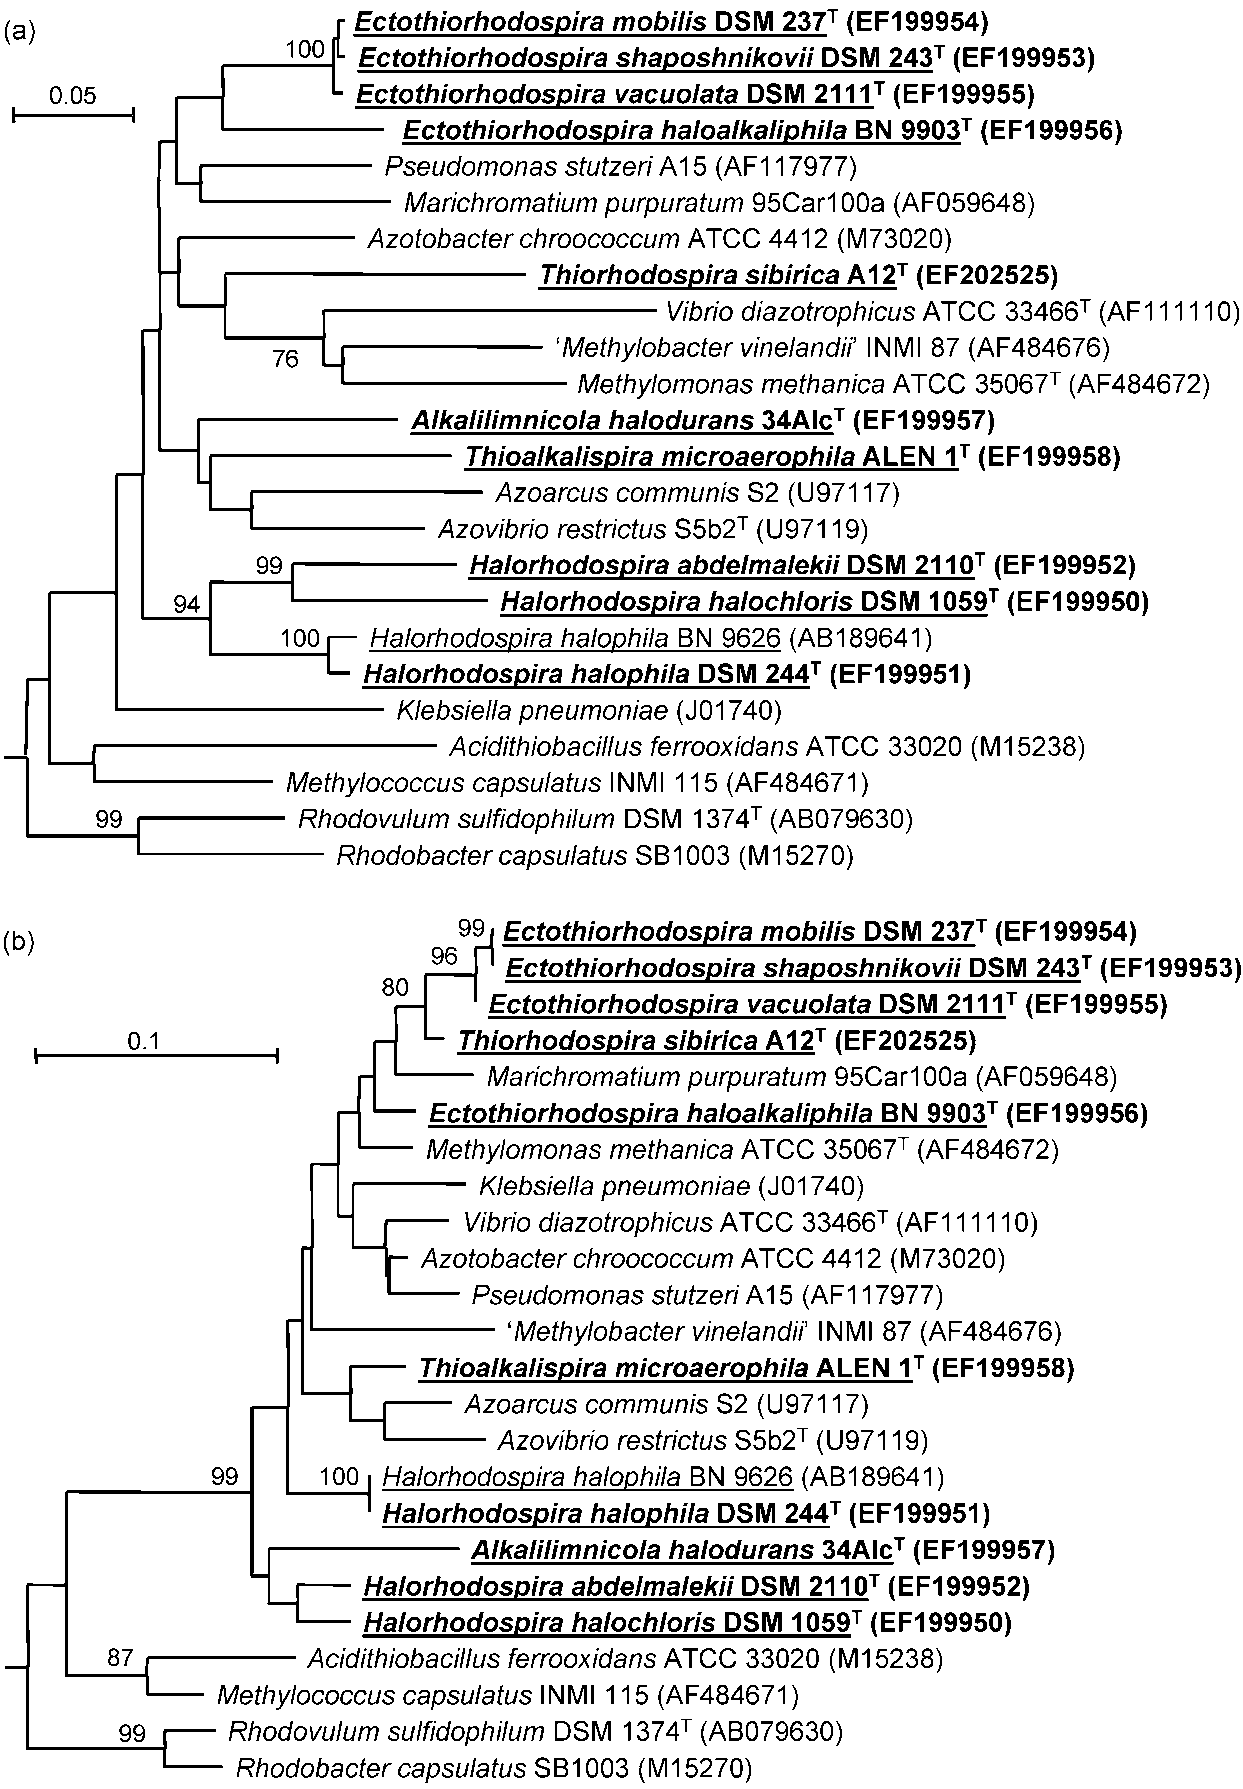 (a)
Ectothiorhodospira mobilis DSM 237T (EF199954)
100
Ectothiorhodospira shaposhnikovii DSM 243T (EF199953)
0.05
Ectothiorhodospira vacuolata DSM 2111T (EF199955)
Ectothiorhodospira haloalkaliphila BN 9903T (EF199956)
Pseudomonas stutzeri A15 (AF117977)
Marichromatium purpuratum 95Car100a (AF059648)
Azotobacter chroococcum ATCC 4412 (M73020)
Thiorhodospira sibirica A12T (EF202525)
Vibrio diazotrophicus ATCC 33466T (AF111110)
76
‘Methylobacter vinelandii’ INMI 87 (AF484676)
Methylomonas methanica ATCC 35067T (AF484672)
Alkalilimnicola halodurans 34AlcT (EF199957)
Thioalkalispira microaerophila ALEN 1T (EF199958)
Azoarcus communis S2 (U97117)
Azovibrio restrictus S5b2T (U97119)
99
Halorhodospira abdelmalekii DSM 2110T (EF199952)
94
Halorhodospira halochloris DSM 1059T (EF199950)
100
Halorhodospira halophila BN 9626 (AB189641)
Halorhodospira halophila DSM 244T (EF199951)
Klebsiella pneumoniae (J01740)
Acidithiobacillus ferrooxidans ATCC 33020 (M15238)
Methylococcus capsulatus INMI 115 (AF484671)
99
Rhodovulum sulfidophilum DSM 1374T (AB079630)
Rhodobacter capsulatus SB1003 (M15270)
(b)
99
Ectothiorhodospira mobilis DSM 237T (EF199954)
96
Ectothiorhodospira shaposhnikovii DSM 243T (EF199953)
80
Ectothiorhodospira vacuolata DSM 2111T (EF199955)
0.1
Thiorhodospira sibirica A12T (EF202525)
Marichromatium purpuratum 95Car100a (AF059648)
Ectothiorhodospira haloalkaliphila BN 9903T (EF199956)
Methylomonas methanica ATCC 35067T (AF484672)
Klebsiella pneumoniae (J01740)
Vibrio diazotrophicus ATCC 33466T (AF111110)
Azotobacter chroococcum ATCC 4412 (M73020)
Pseudomonas stutzeri A15 (AF117977)
‘Methylobacter vinelandii’ INMI 87 (AF484676)
Thioalkalispira microaerophila ALEN 1T (EF199958)
Azoarcus communis S2 (U97117)
Azovibrio restrictus S5b2T (U97119)
99
100
Halorhodospira halophila BN 9626 (AB189641)
Halorhodospira halophila DSM 244T (EF199951)
Alkalilimnicola halodurans 34AlcT (EF199957)
Halorhodospira abdelmalekii DSM 2110T (EF199952)
Halorhodospira halochloris DSM 1059T (EF199950)
87
Acidithiobacillus ferrooxidans ATCC 33020 (M15238)
Methylococcus capsulatus INMI 115 (AF484671)
99
Rhodovulum sulfidophilum DSM 1374T (AB079630)
Rhodobacter capsulatus SB1003 (M15270)